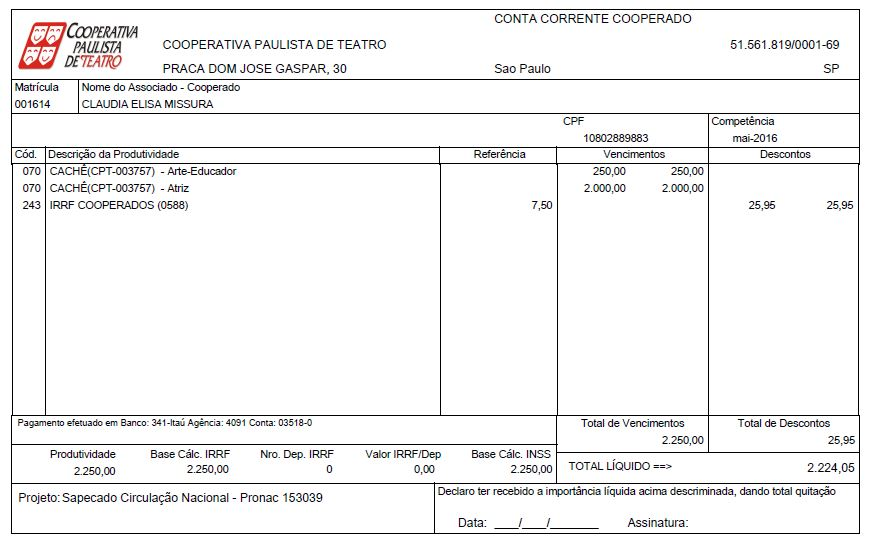 CONTA CORRENTE COOPERADO
COOPERATIVA
PAULISTA
DE TEATRO
COOPERATIVA PAULISTA DE TEATRO 51.561.819/0001-69
PRACA DOM JOSE GASPAR, 30 Sao Paulo SP
Matrícula Nome do Associado - Cooperado
001614 CLAUDIA ELISA MISSURA
CPF Competência
10802889883 mai-2016
Cód. Descrição da Produtividade Referência Vencimentos Descontos
070 CACHÊ(CPT-003757) - Arte-Educador 250,00 250,00
070 CACHÊ(CPT-003757) - Atriz 2.000,00 2.000,00
243 IRRF COOPERADOS (0588) 7,50 25,95 25,95
Pagamento efetuado em Banco: 341-Itaú Agência: 4091 Conta: 03518-0 Total de Vencimentos Total de Descontos
2.250,00 25,95
Produtividade Base Cálc. IRRF Nro. Dep. IRRF Valor IRRF/Dep Base Cálc. INSS
2.250,00 2.250,00 0 0,00 2.250,00 TOTAL LÍQUIDO ==> 2.224,05
Projeto: Sapecado Circulação Nacional - Pronac 153039 Declaro ter recebido a importância líquida acima descriminada, dando total quitação
Data: ___/___/______ Assinatura: